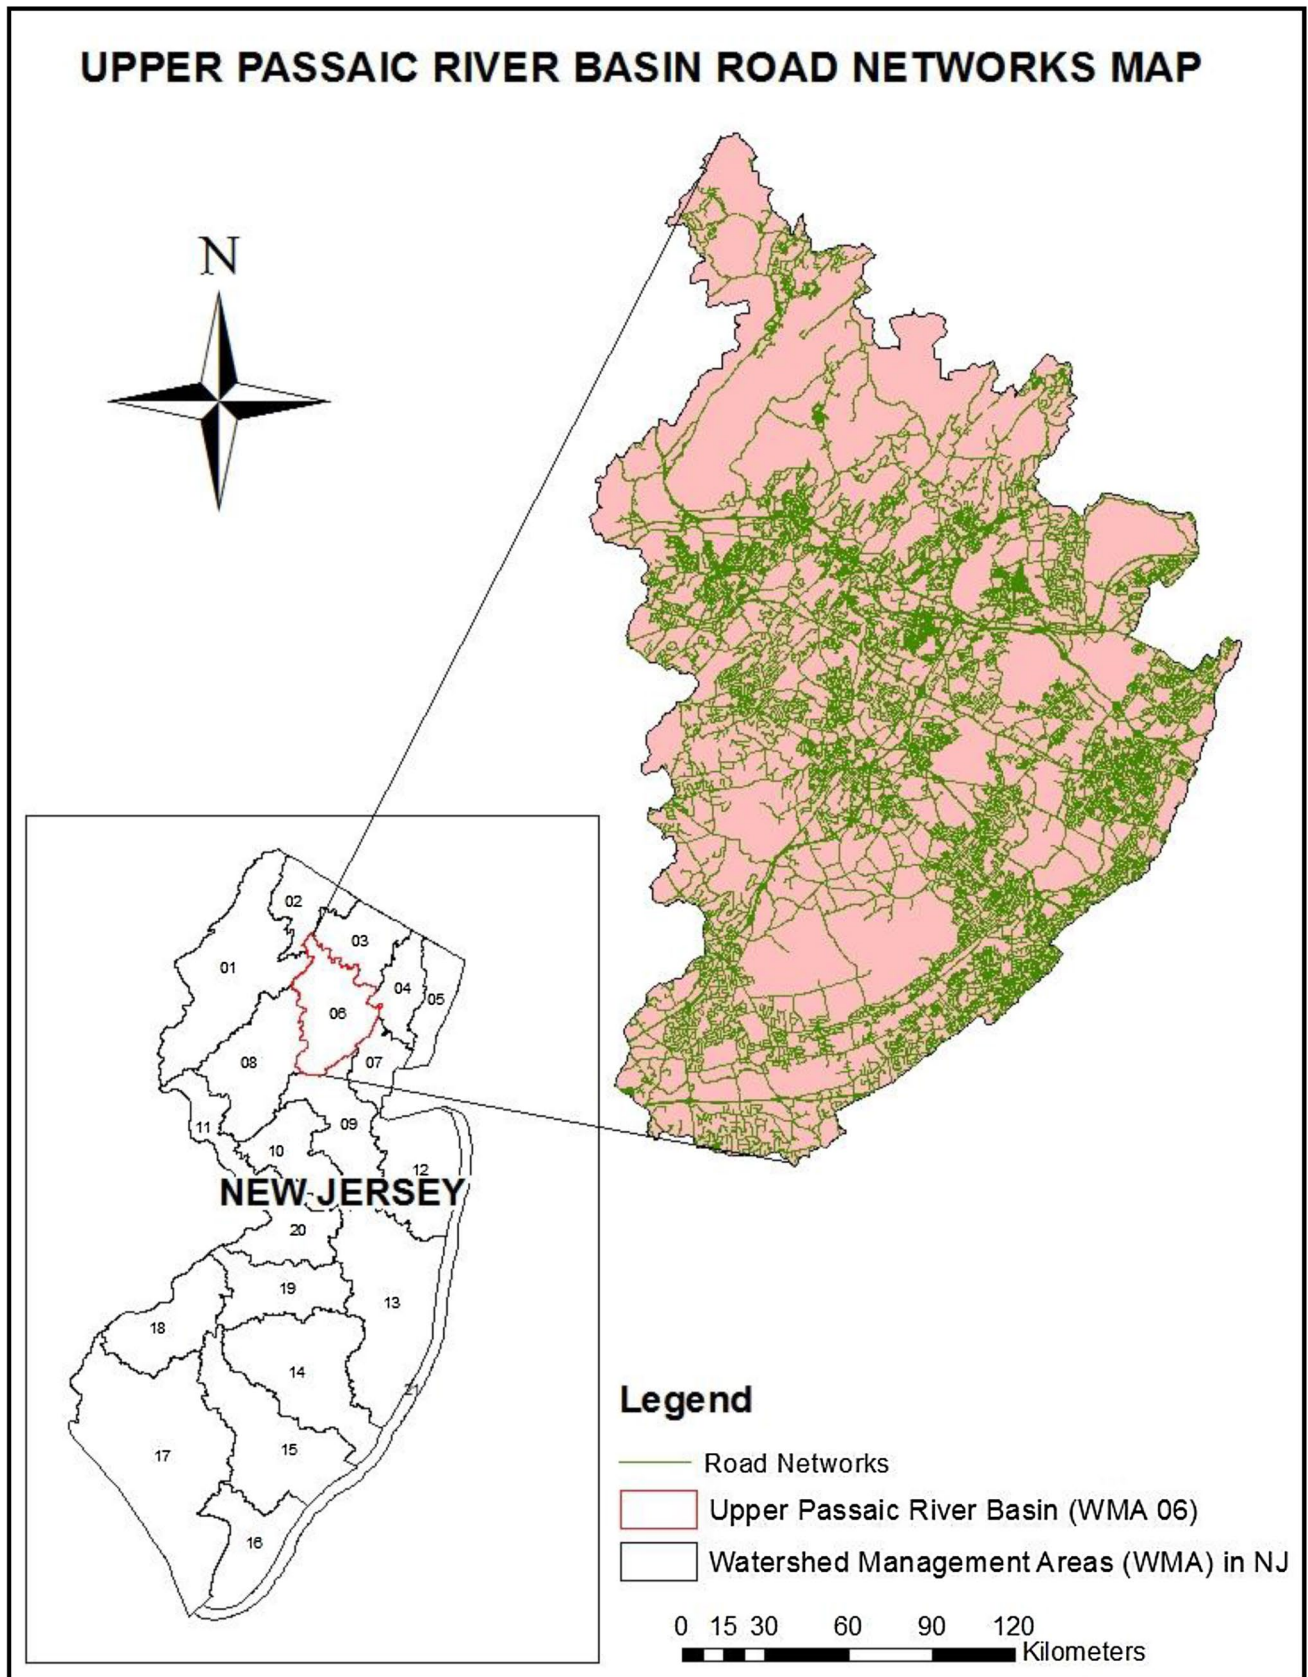 UPPER PASSAIC RIVER BASIN ROAD NETWORKS MAP
N
02
03
01
04
05
06
08
07
11
09
10
12
NEW JERSEY
20
19
13
18
14
21
17
15
16
Legend
Road Networks
Upper Passaic River Basin (WMA 06)
Watershed Management Areas (WMA) in NJ
0 15 30 60 90 120
Kilometers